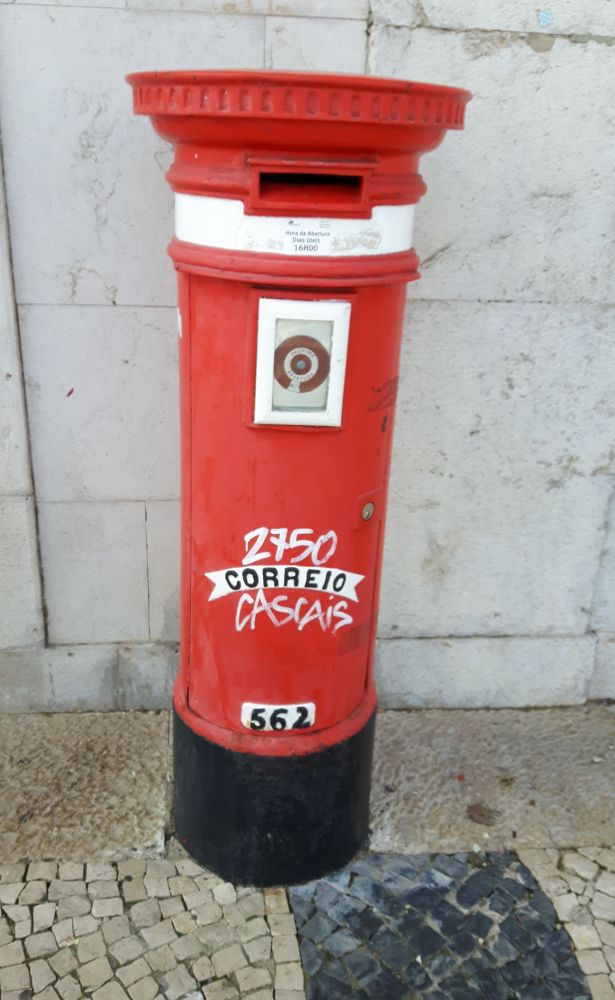 Hora de Abertura
Dias úteis
16H00
2750
CORREIO
CASCAiS
562